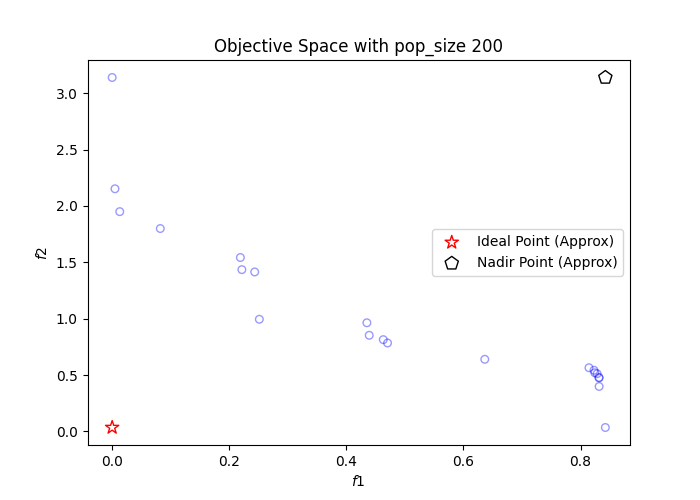 Objective Space with pop_size 200
f2
3.0
2.5
2.0
1.5
1.0
0.5
0.0
Ideal Point (Approx)
Nadir Point (Approx)
0.0 0.2 0.4 0.6 0.8
f1